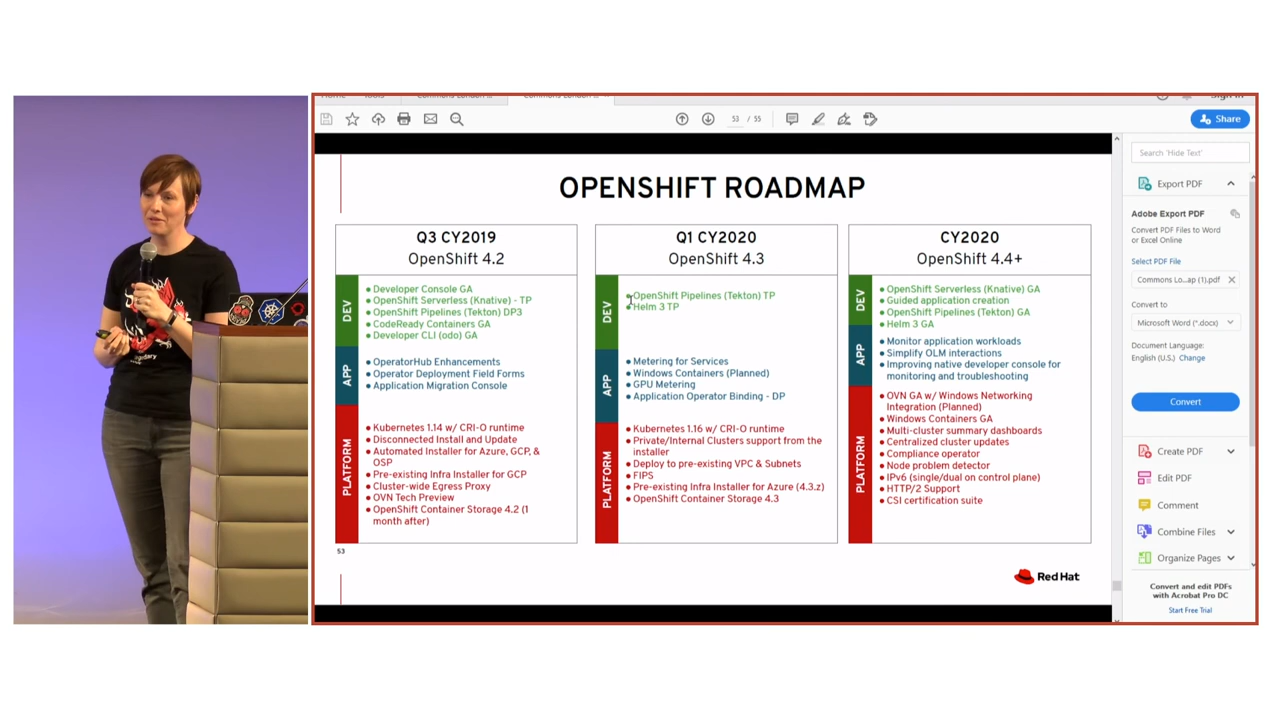 53 / 55
Share
OPENSHIFT ROADMAP
Q3 CY2019
OpenShift 4.2
DEV
Developer Console GA
OpenShift Serverless (Knative) - TP
OpenShift Pipelines (Tekton) DP3
CodeReady Containers GA
Developer CLI (odo) GA
APP
OperatorHub Enhancements
Operator Deployment Field Forms
Application Migration Console
PLATFORM
Kubernetes 1.14 w/ CRI-O runtime
Disconnected Install and Update
Automated Installer for Azure, GCP, &
OSP
Pre-existing Infra Installer for GCP
Cluster-wide Egress Proxy
OVN Tech Preview
OpenShift Container Storage 4.2 (1
month after)
Q1 CY2020
OpenShift 4.3
DEV
OpenShift Pipelines (Tekton) TP
Helm 3 TP
APP
Metering for Services
Windows Containers (Planned)
GPU Metering
Application Operator Binding - DP
PLATFORM
Kubernetes 1.16 w/ CRI-O runtime
Private/Internal Clusters support from the
installer
Deploy to pre-existing VPC & Subnets
FIPS
Pre-existing Infra Installer for Azure (4.3.z)
OpenShift Container Storage 4.3
CY2020
OpenShift 4.4+
DEV
OpenShift Serverless (Knative) GA
Guided application creation
OpenShift Pipelines (Tekton) GA
Helm 3 GA
APP
Monitor application workloads
Simplify OLM interactions
Improving native developer console for
monitoring and troubleshooting
PLATFORM
OVN GA w/ Windows Networking
Integration (Planned)
Windows Containers GA
Multi-cluster summary dashboards
Centralized cluster updates
Compliance operator
Node problem detector
IPv6 (single/dual on control plane)
HTTP/2 Support
CSI certification suite
53
Red Hat
Search 'Hide Text'
Export PDF
Adobe Export PDF
Convert PDF Files to Word
or Excel Online
Select PDF File
Commons Lo...ap (1).pdf
Convert to
Microsoft Word (*.docx)
Document Language:
English (U.S.) Change
Convert
Create PDF
Edit PDF
Comment
Combine Files
Organize Pages
Convert and edit PDFs
with Acrobat Pro DC
Start Free Trial